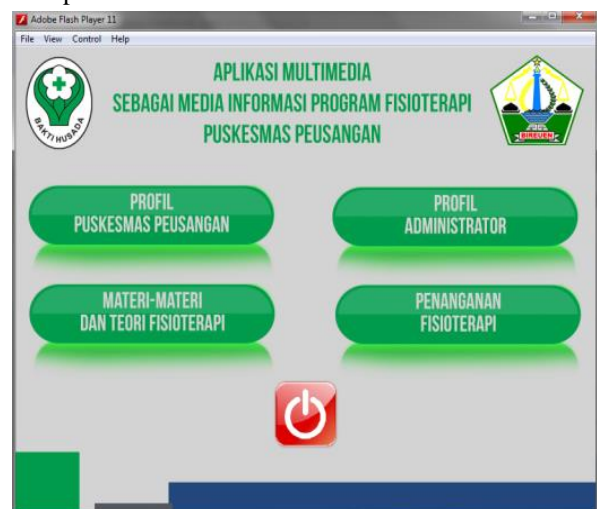 Adobe Flash Player 11
File View Control Help
APLIKASI MULTIMEDIA
SEBAGAI MEDIA INFORMASI PROGRAM FISIOTERAPI
PUSKESMAS PEUSANGAN
BAKTI HUSADA
BIREUEN
PROFIL
PUSKESMAS PEUSANGAN
PROFIL
ADMINISTRATOR
MATERI-MATERI
DAN TEORI FISIOTERAPI
PENANGANAN
FISIOTERAPI